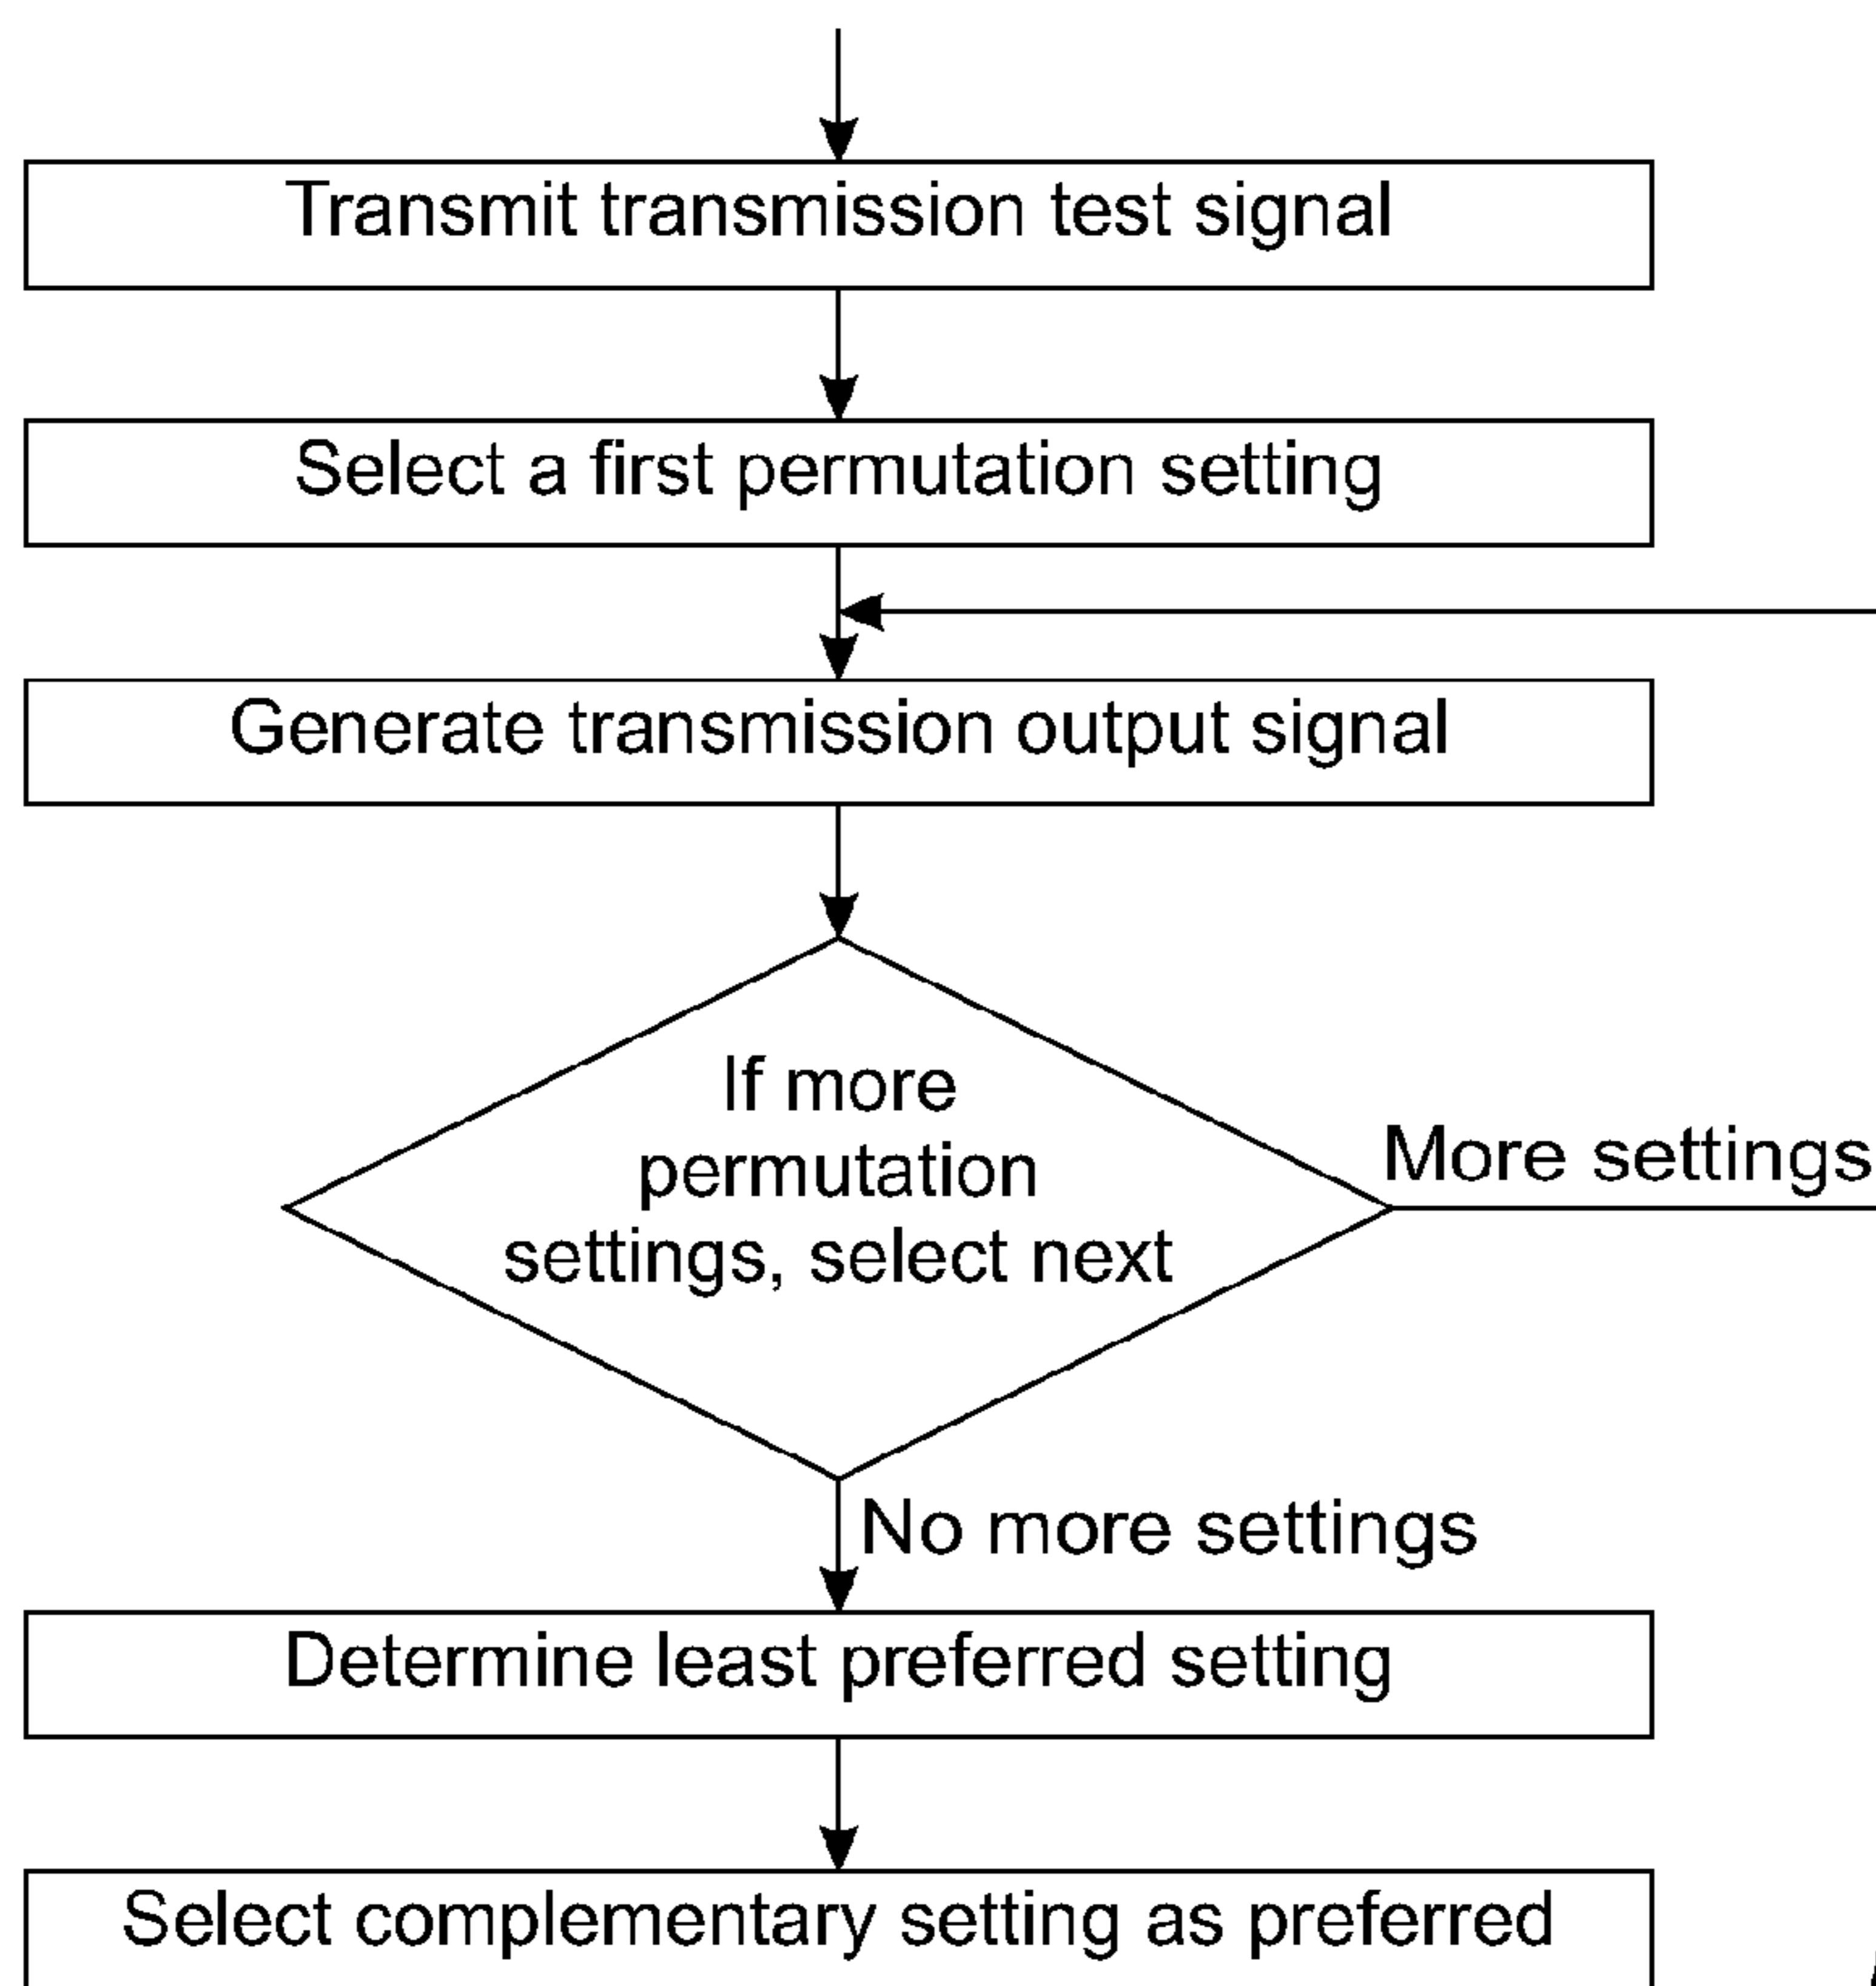 Transmit transmission test signal
Select a first permutation setting
Generate transmission output signal
If more
permutation
settings, select next
More settings
No more settings
Determine least preferred setting
Select complementary setting as preferred